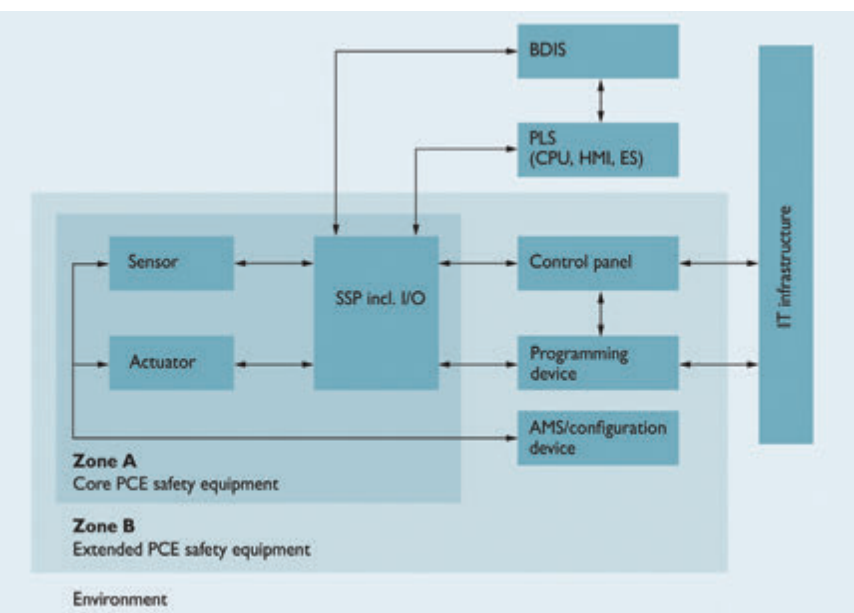 BDIS
PLS
(CPU, HMI, ES)
IT infrastructure
Sensor
SSP incl. I/O
Control panel
Actuator
Programming
device
AMS/configuration
device
Zone A
Core PCE safety equipment
Zone B
Extended PCE safety equipment
Environment